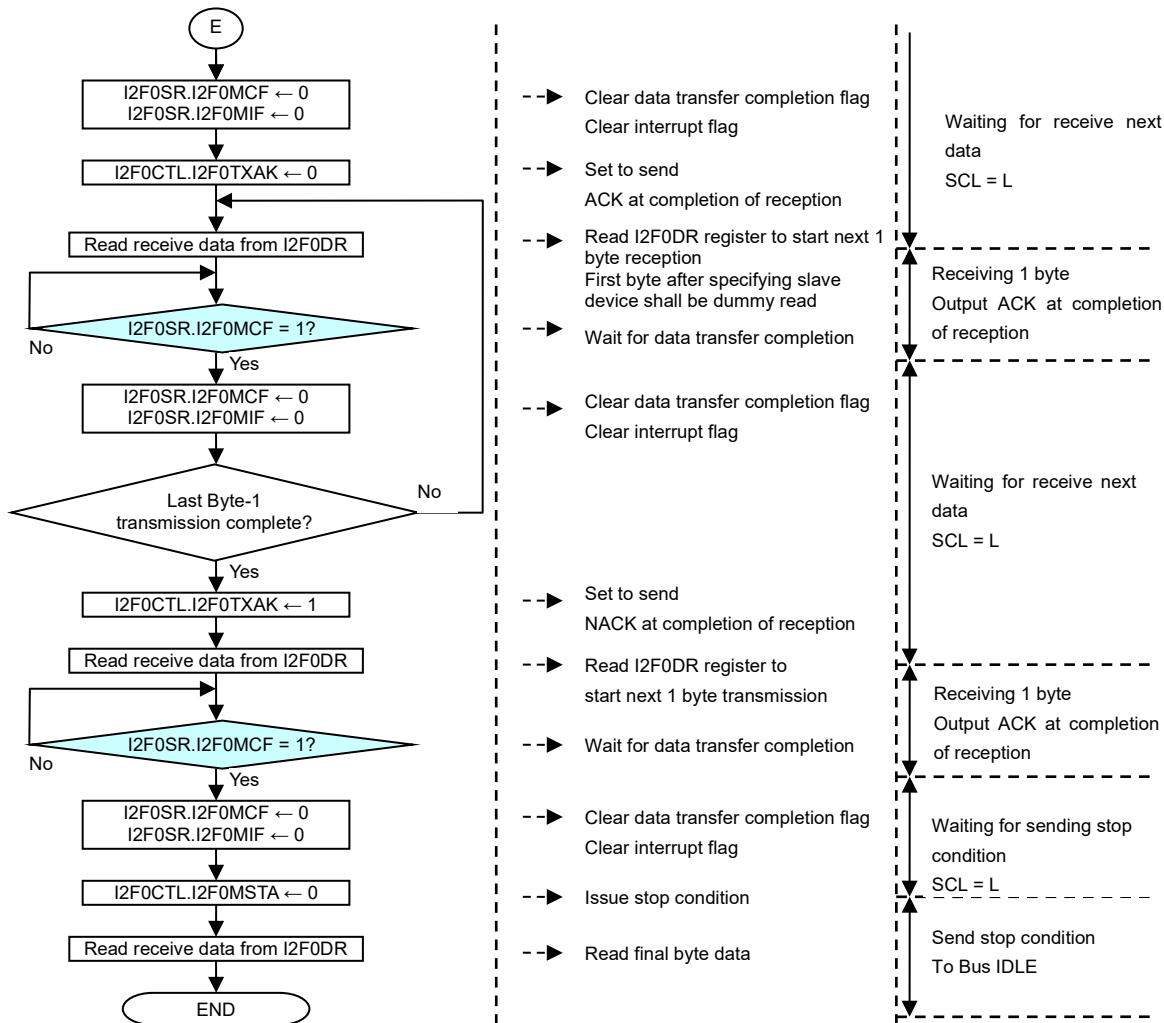 E
I2F0SR.I2F0MCF ← 0
I2F0SR.I2F0MIF ← 0
I2F0CTL.I2F0TXAK ← 0
Read receive data from I2F0DR
I2F0SR.I2F0MCF = 1?
No
Yes
I2F0SR.I2F0MCF ← 0
I2F0SR.I2F0MIF ← 0
Last Byte-1
transmission complete?
No
Yes
I2F0CTL.I2F0TXAK ← 1
Read receive data from I2F0DR
I2F0SR.I2F0MCF = 1?
No
Yes
I2F0SR.I2F0MCF ← 0
I2F0SR.I2F0MIF ← 0
I2F0CTL.I2F0MSTA ← 0
Read receive data from I2F0DR
END
Clear data transfer completion flag
Clear interrupt flag
Set to send
ACK at completion of reception
Read I2F0DR register to start next 1
byte reception
First byte after specifying slave
device shall be dummy read
Wait for data transfer completion
Clear data transfer completion flag
Clear interrupt flag
Set to send
NACK at completion of reception
Read I2F0DR register to
start next 1 byte transmission
Wait for data transfer completion
Clear data transfer completion flag
Clear interrupt flag
Issue stop condition
Read final byte data
Waiting for receive next
data
SCL = L
Receiving 1 byte
Output ACK at completion
of reception
Waiting for receive next
data
SCL = L
Receiving 1 byte
Output ACK at completion
of reception
Waiting for sending stop
condition
SCL = L
Send stop condition
To Bus IDLE